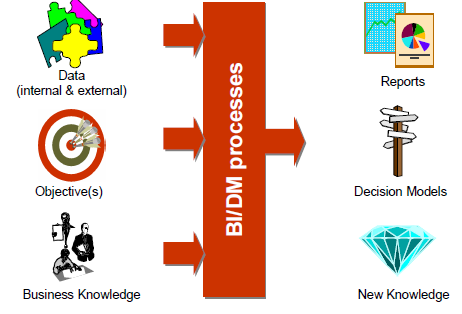 Data
(internal & external)
Objective(s)
Business Knowledge
BI/DM processes
Reports
Decision Models
New Knowledge